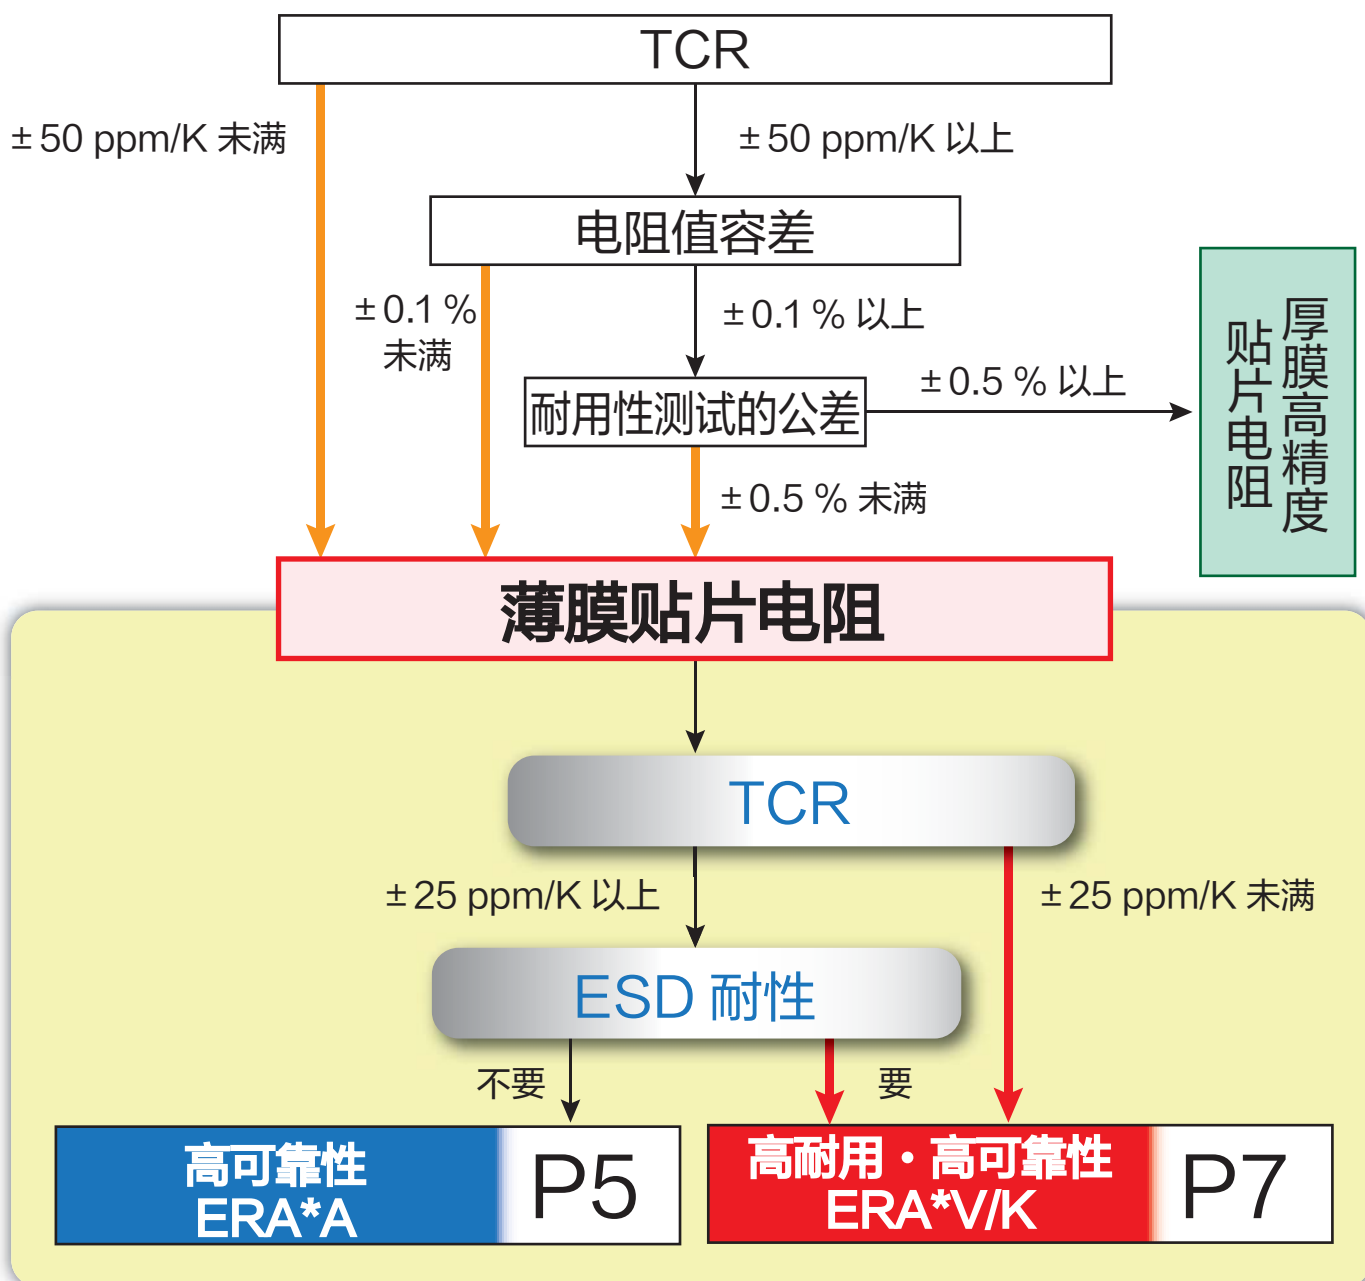 TCR
±50 ppm/K 未满
±50 ppm/K 以上
电阻值容差
±0.1 %
未满
±0.1 % 以上
耐用性测试的公差
±0.5 % 以上
厚膜高精度
贴片电阻
±0.5 % 未满
薄膜贴片电阻
TCR
±25 ppm/K 以上
±25 ppm/K 未满
ESD 耐性
不要
要
高可靠性
ERA*A
P5
高耐用・高可靠性
ERA*V//K
P7